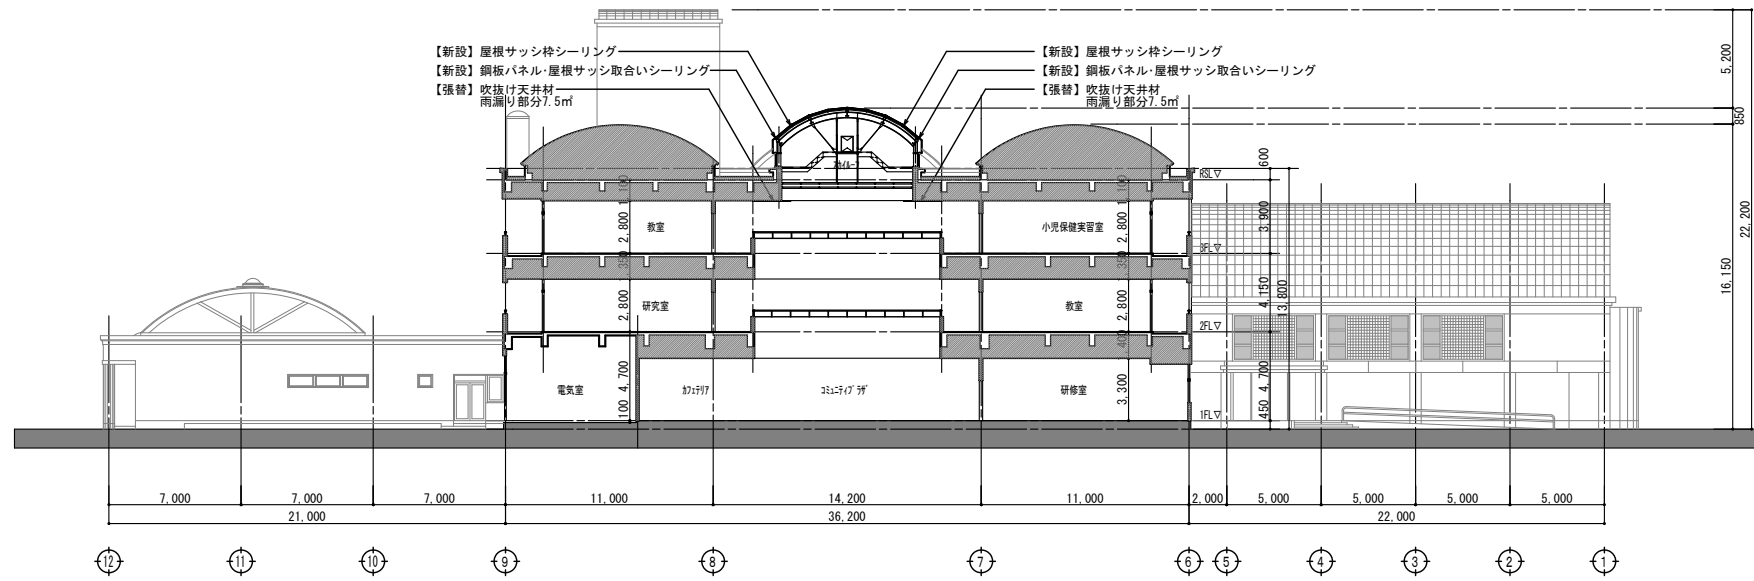 【新設】屋根サッシ枠シーリング
【新設】鋼板パネル・屋根サッシ取合いシーリング
【張替】吹抜け天井材
雨漏り部分7.5㎡
【新設】屋根サッシ枠シーリング
【新設】鋼板パネル・屋根サッシ取合いシーリング
【張替】吹抜け天井材
雨漏り部分7.5㎡
5,200
850
600
RSL▽
1,100
1,100
教室
2,800
小児保健実習室
2,800
3,900
22,200
3FL▽
350
350
研究室
2,800
教室
2,800
4,150
13,800
16,150
2FL▽
1,400
電気室
4,700
カフェテリア
コミュニティプラザ
3,300
研修室
4,700
100
1FL▽
450
7,000
7,000
7,000
11,000
14,200
11,000
2,000
5,000
5,000
5,000
5,000
21,000
36,200
22,000
12
11
10
9
8
7
6
5
4
3
2
1